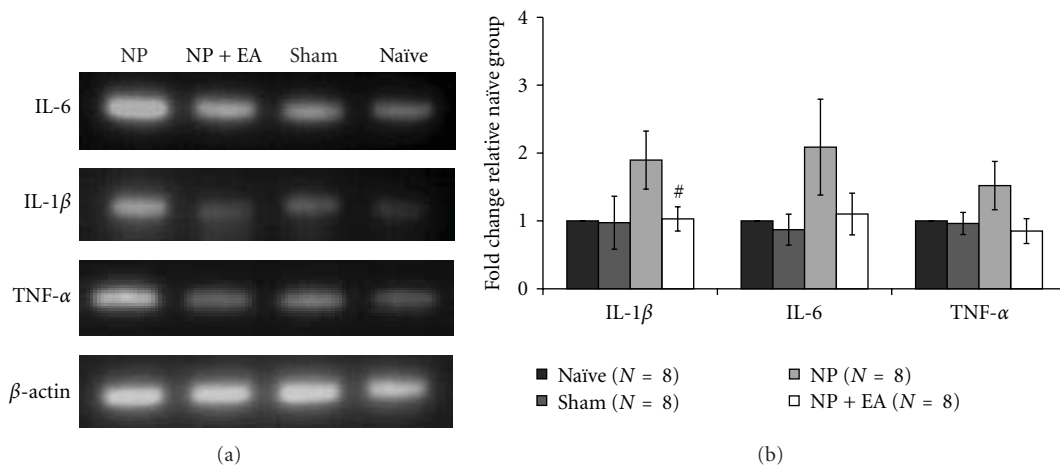 NP NP + EA Sham Naïve
IL-6
IL-1β
TNF-α
β-actin
(a)
Fold change relative naïve group
4
3
2
1
0
#
IL-1β IL-6 TNF-α
Naïve (N = 8) NP (N = 8)
Sham (N = 8) NP + EA (N = 8)
(b)